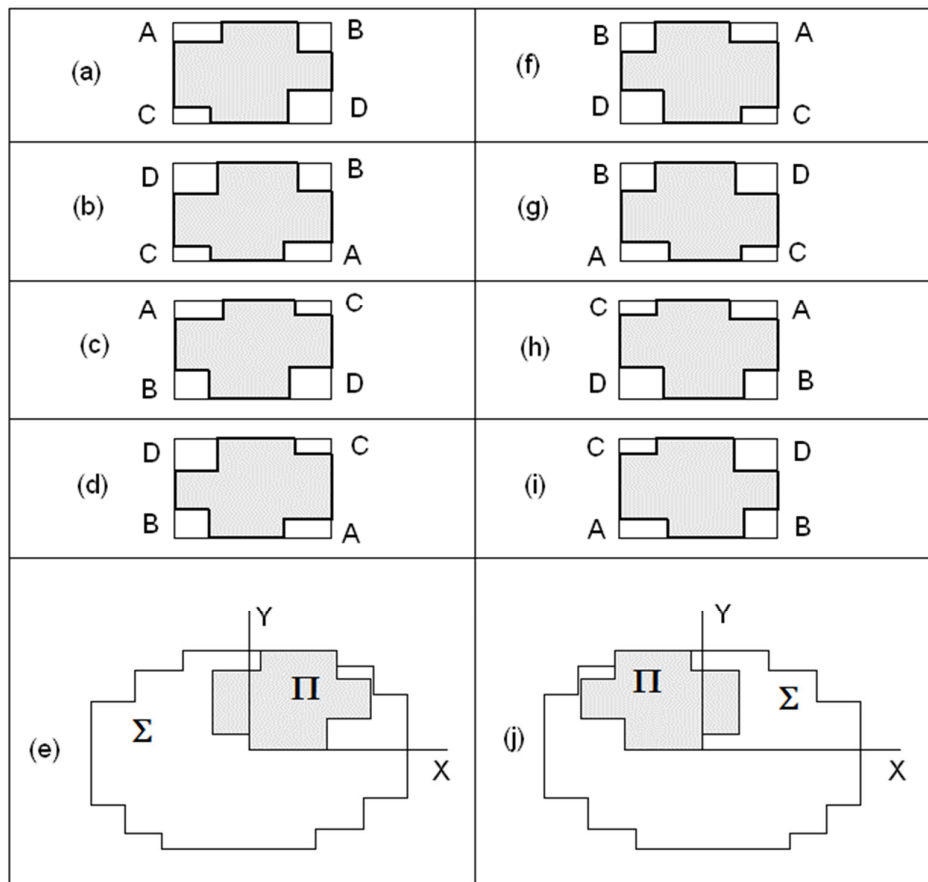 (a) A B C D
(f) B A D C
(b) D B C A
(g) B D A C
(c) A C B D
(h) C A D B
(d) D C B A
(i) C D A B
(e) Y Π Σ X
(j) Y Π Σ X